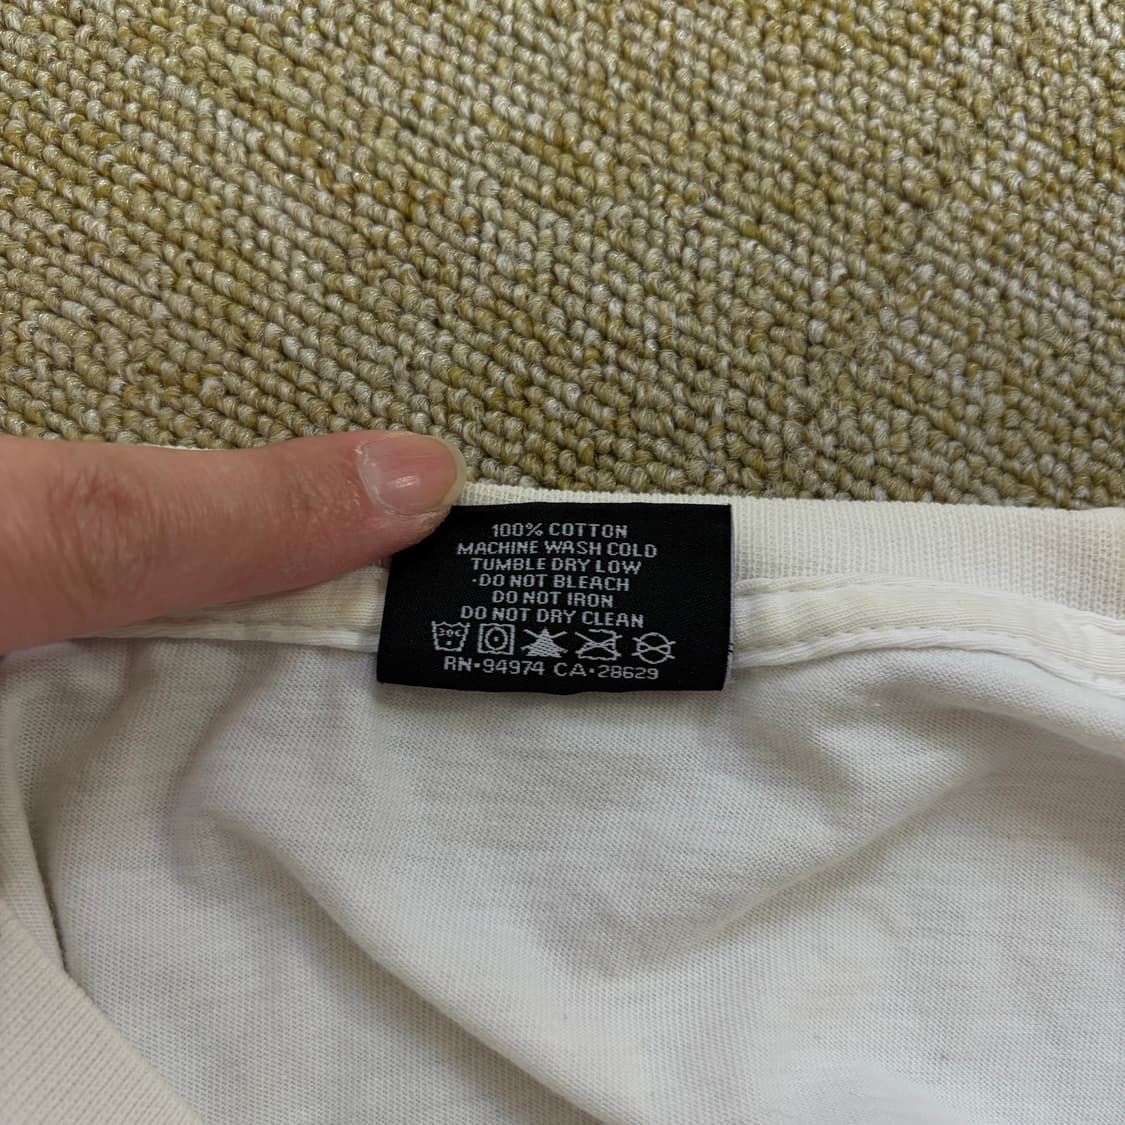 100% COTTON
MACHINE WASH COLD
TUMBLE DRY LOW
·DO NOT BLEACH
DO NOT IRON
DO NOT DRY CLEAN
30C
RN·94974 CA·28629